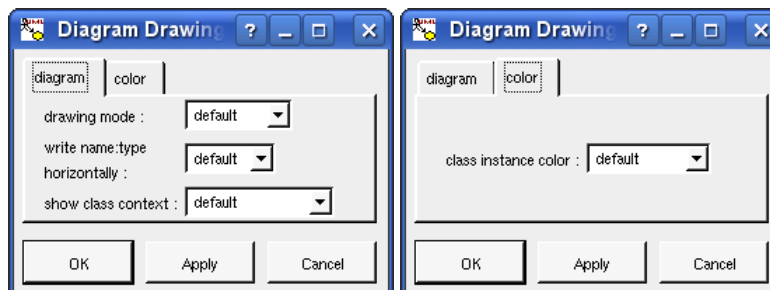 Diagram Drawing
diagram color
drawing mode : default
write name:type
horizontally : default
show class context : default
OK Apply Cancel
Diagram Drawing
diagram color
class instance color : default
OK Apply Cancel